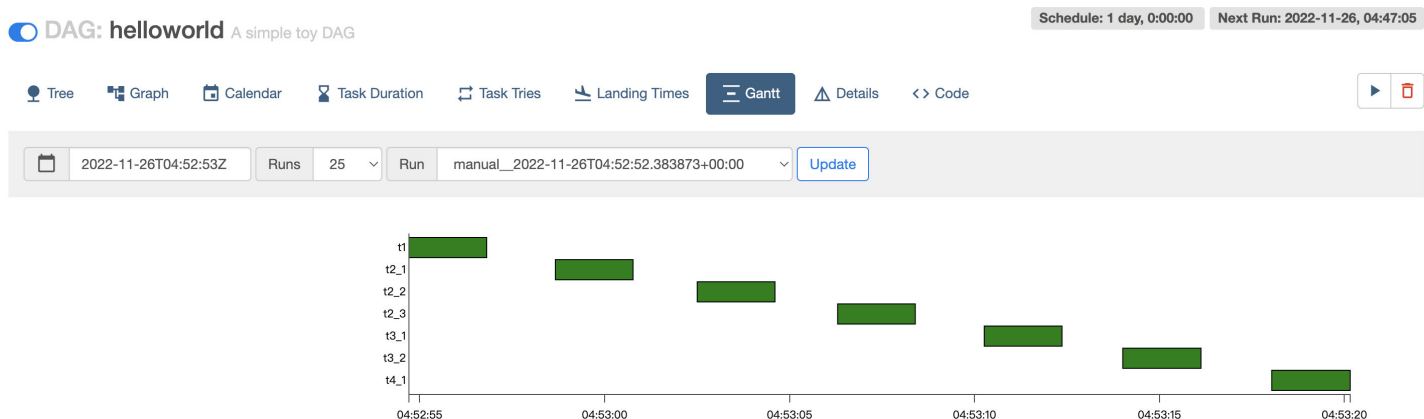 DAG: helloworld A simple toy DAG
Schedule: 1 day, 0:00:00 Next Run: 2022-11-26, 04:47:05
Tree Graph Calendar Task Duration Task Tries Landing Times Gantt Details <> Code
2022-11-26T04:52:53Z Runs 25 Run manual__2022-11-26T04:52:52.383873+00:00 Update
t1
t2_1
t2_2
t2_3
t3_1
t3_2
t4_1
04:52:55 04:53:00 04:53:05 04:53:10 04:53:15 04:53:20